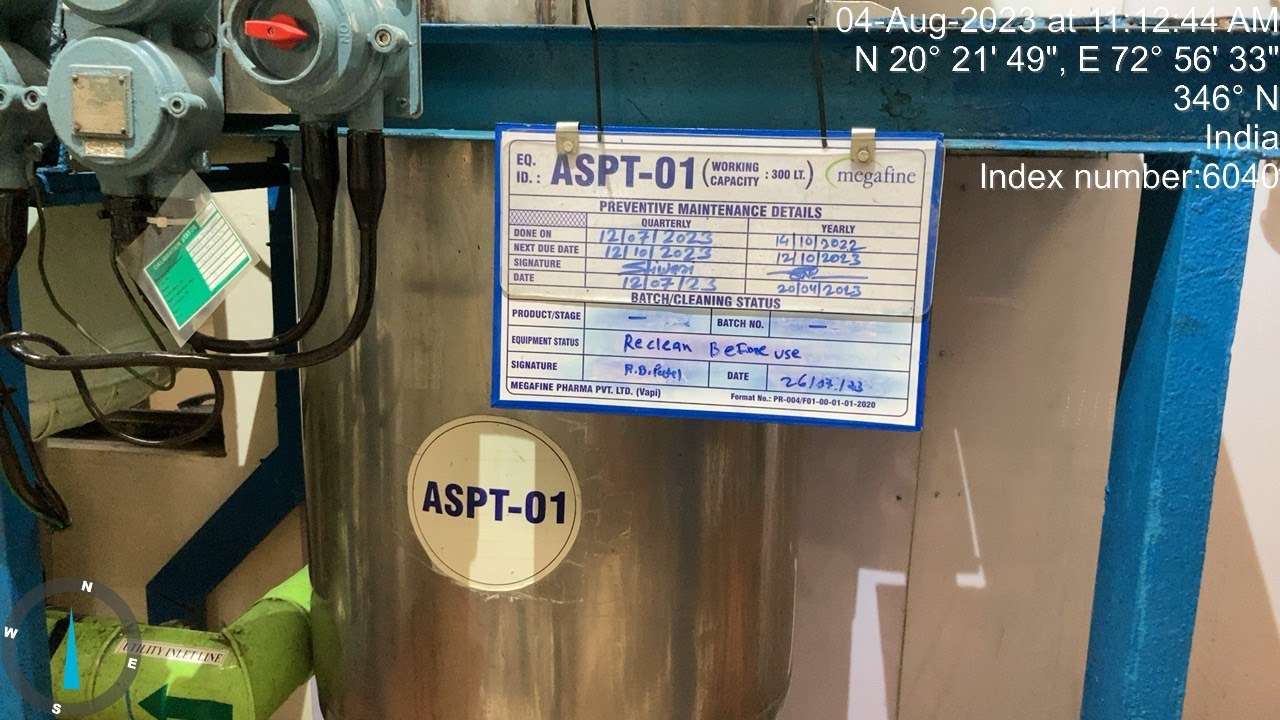 04-Aug-2023 at 11:12:44 AM
N 20° 21' 49", E 72° 56' 33"
346° N
India
Index number:6040
NO
EQ. ID. : ASPT-01 (WORKING CAPACITY : 300 LT.) megafine
PREVENTIVE MAINTENANCE DETAILS
QUARTERLY YEARLY
DONE ON 12/07/2023 14/10/2022
NEXT DUE DATE 12/10/2023 12/10/2023
SIGNATURE
DATE 12/07/23 20/04/2023
BATCH/CLEANING STATUS
PRODUCT/STAGE — BATCH NO. —
EQUIPMENT STATUS Reclean Before use
SIGNATURE DATE 26/07/23
MEGAFINE PHARMA PVT. LTD. (Vapi) Format No.: PR-004/F01-00-01-01-2020
ASPT-01
UTILITY INLET LINE
N
W
E
S